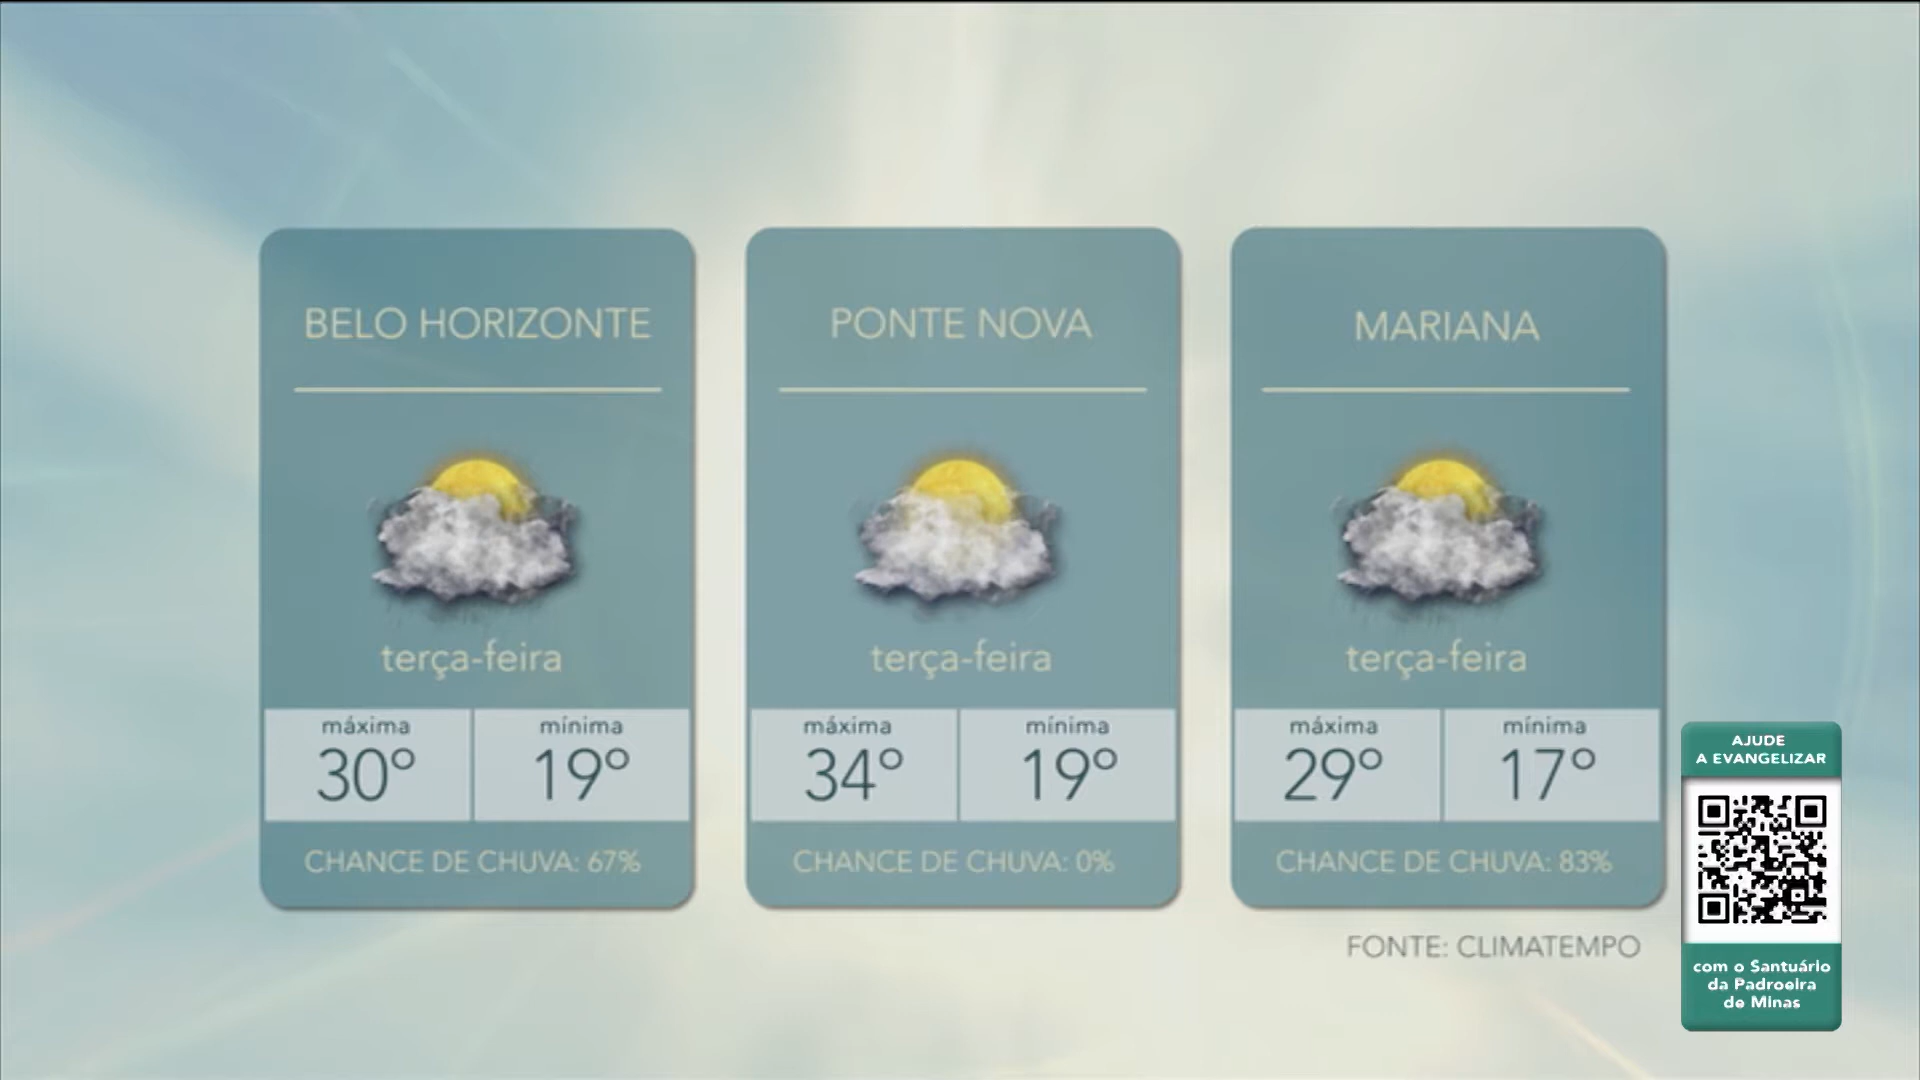 BELO HORIZONTE
terça-feira
máxima
mínima
30°
19°
CHANCE DE CHUVA: 67%
PONTE NOVA
terça-feira
máxima
mínima
34°
19°
CHANCE DE CHUVA: 0%
MARIANA
terça-feira
máxima
mínima
29°
17°
CHANCE DE CHUVA: 83%
FONTE: CLIMATEMPO
AJUDE
A EVANGELIZAR
com o Santuário
da Padroeira
de Minas